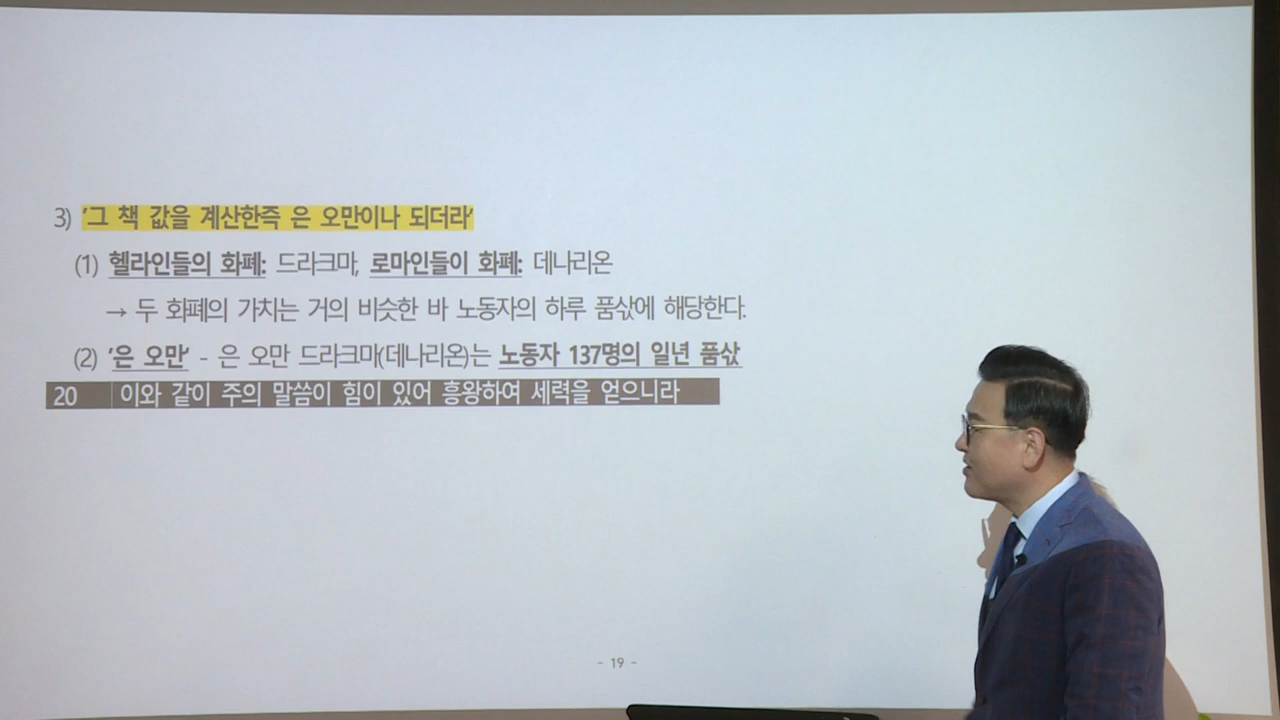 3) '그 책 값을 계산한즉 은 오만이나 되더라'
(1) 헬라인들의 화폐: 드라크마, 로마인들이 화폐: 데나리온
→ 두 화폐의 가치는 거의 비슷한 바 노동자의 하루 품삯에 해당한다.
(2) '은 오만' - 은 오만 드라크마(데나리온)는 노동자 137명의 일년 품삯
20 이와 같이 주의 말씀이 힘이 있어 흥왕하여 세력을 얻으니라
- 19 -